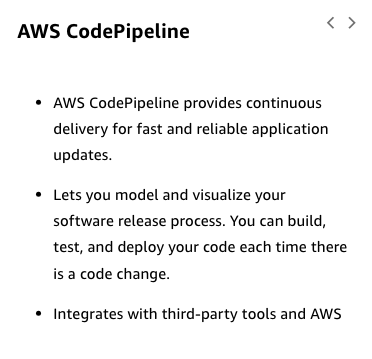 AWS CodePipeline
• AWS CodePipeline provides continuous
delivery for fast and reliable application
updates.
• Lets you model and visualize your
software release process. You can build,
test, and deploy your code each time there
is a code change.
• Integrates with third-party tools and AWS